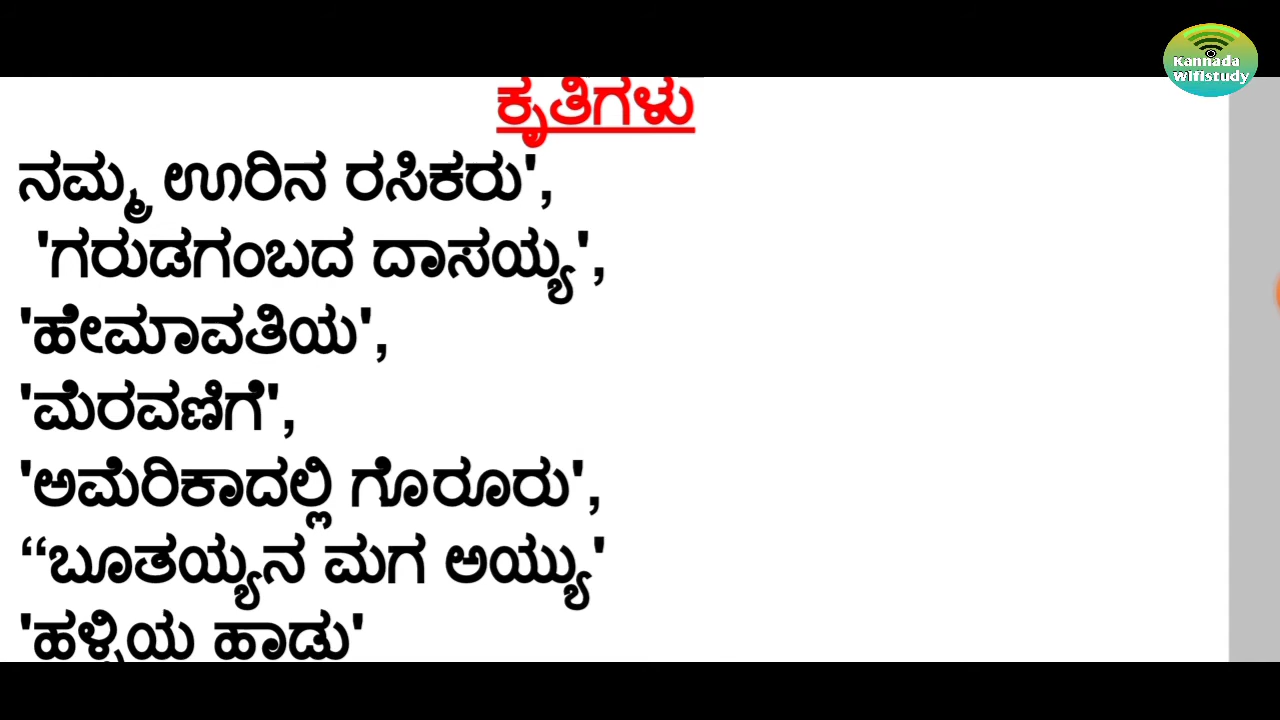 Kannada
Wifistudy
ಕೃತಿಗಳು
ನಮ್ಮ ಊರಿನ ರಸಿಕರು',
'ಗರುಡಗಂಬದ ದಾಸಯ್ಯ',
'ಹೇಮಾವತಿಯ',
'ಮೆರವಣಿಗೆ',
'ಅಮೆರಿಕಾದಲ್ಲಿ ಗೊರೂರು',
“ಬೂತಯ್ಯನ ಮಗ ಅಯ್ಯು'
'ಹಳ್ಳಿಯ ಹಾಡು'